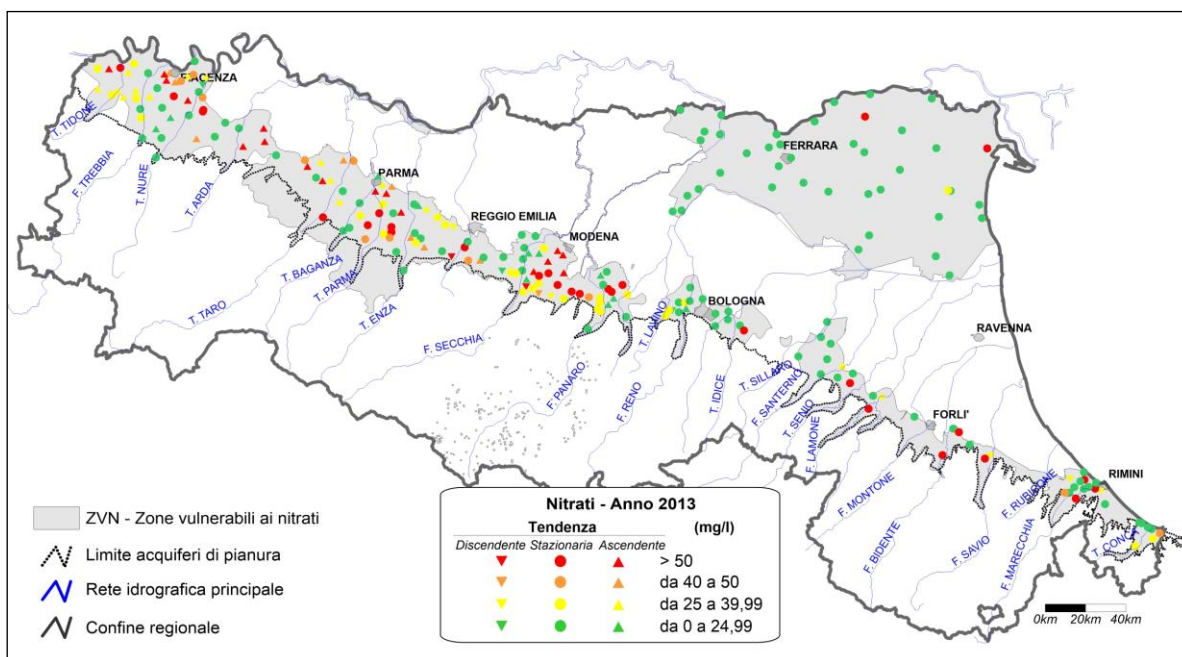 PIACENZA
T. TIDONE
F. TREBBIA
T. NURE
T. ARDA
PARMA
REGGIO EMILIA
MODENA
FERRARA
BOLOGNA
RAVENNA
FORLI'
RIMINI
T. TARO
T. BAGANZA
T. PARMA
T. ENZA
F. SECCHIA
F. PANARO
T. LAVINO
F. RENO
T. IDICE
T. SILLARO
F. SANTERNO
T. SENIO
F. LAMONE
F. MONTONE
F. BIDENTE
F. SAVIO
F. RUBICONE
F. MARECCHIA
T. CONCA
ZVN - Zone vulnerabili ai nitrati
Limite acquiferi di pianura
Rete idrografica principale
Confine regionale
Nitrati - Anno 2013
Tendenza (mg/l)
Discendente Stazionaria Ascendente
> 50
da 40 a 50
da 25 a 39,99
da 0 a 24,99
0km 20km 40km